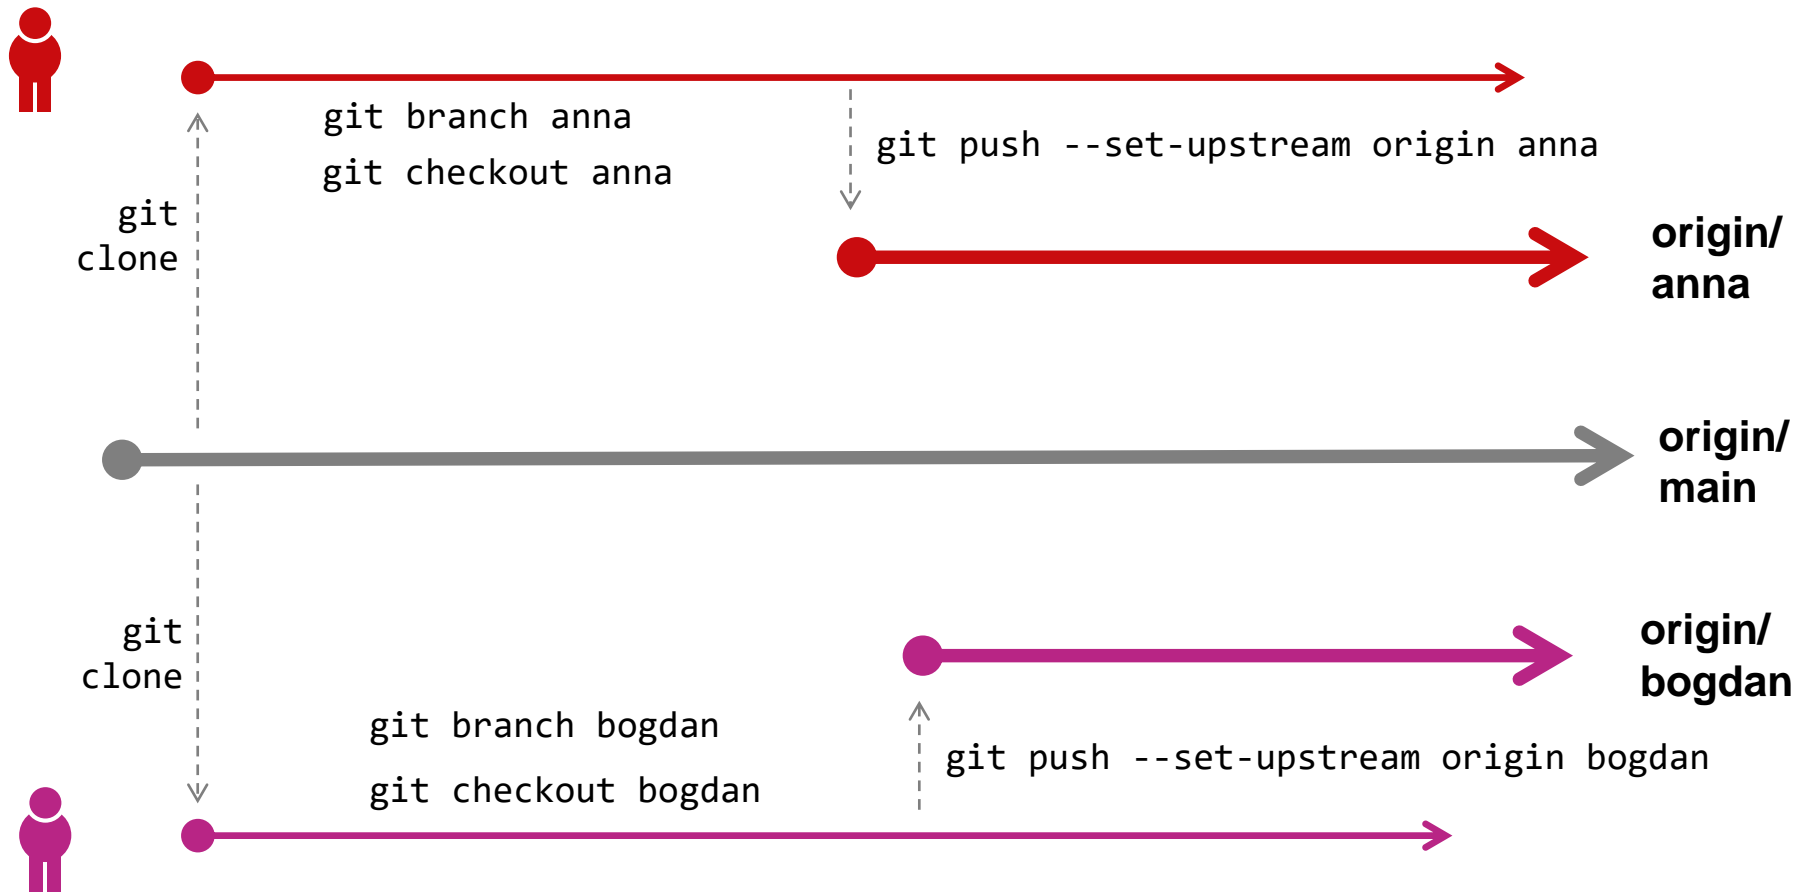 git branch anna
git checkout anna
git push --set-upstream origin anna
git
clone
origin/
anna
origin/
main
git
clone
origin/
bogdan
git branch bogdan
git checkout bogdan
git push --set-upstream origin bogdan